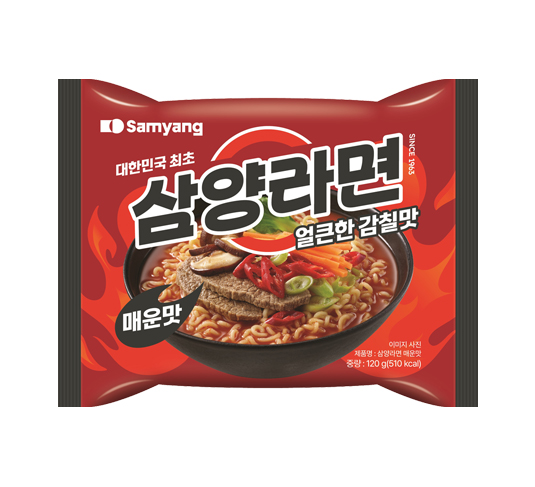 Samyang
대한민국 최초
삼양라면
SINCE 1963
얼큰한 감칠맛
매운맛
이미지 사진
제품명 : 삼양라면 매운맛
중량 : 120 g(510 kcal)